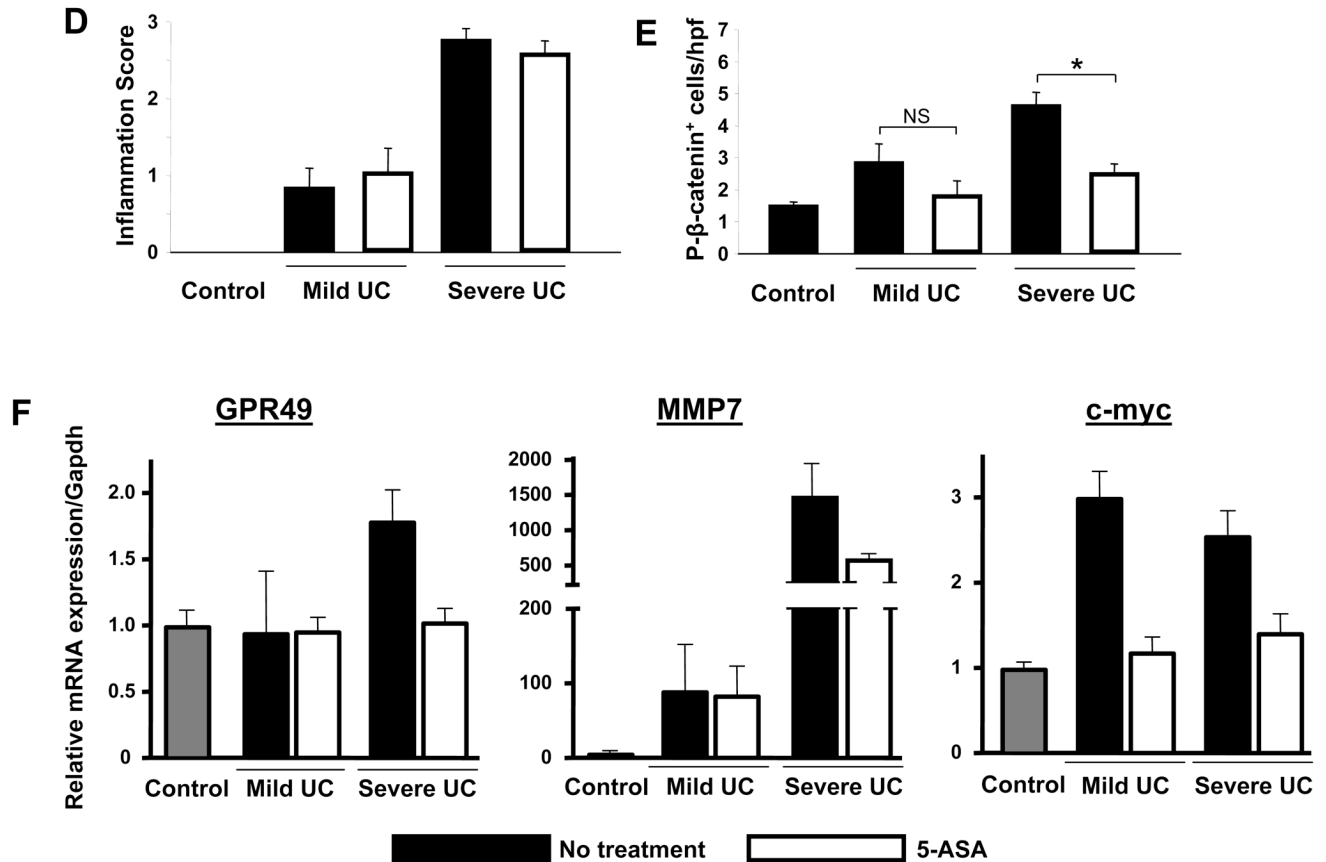 D
Inflammation Score
3
2
1
0
Control
Mild UC
Severe UC
E
P-β-catenin⁺ cells/hpf
7
6
5
4
3
2
1
0
NS
*
Control
Mild UC
Severe UC
F
Relative mRNA expression/Gapdh
GPR49
2.0
1.5
1.0
0.5
0
Control
Mild UC
Severe UC
MMP7
2000
1500
1000
500
200
100
0
Control
Mild UC
Severe UC
c-myc
3
2
1
0
Control
Mild UC
Severe UC
No treatment
5-ASA